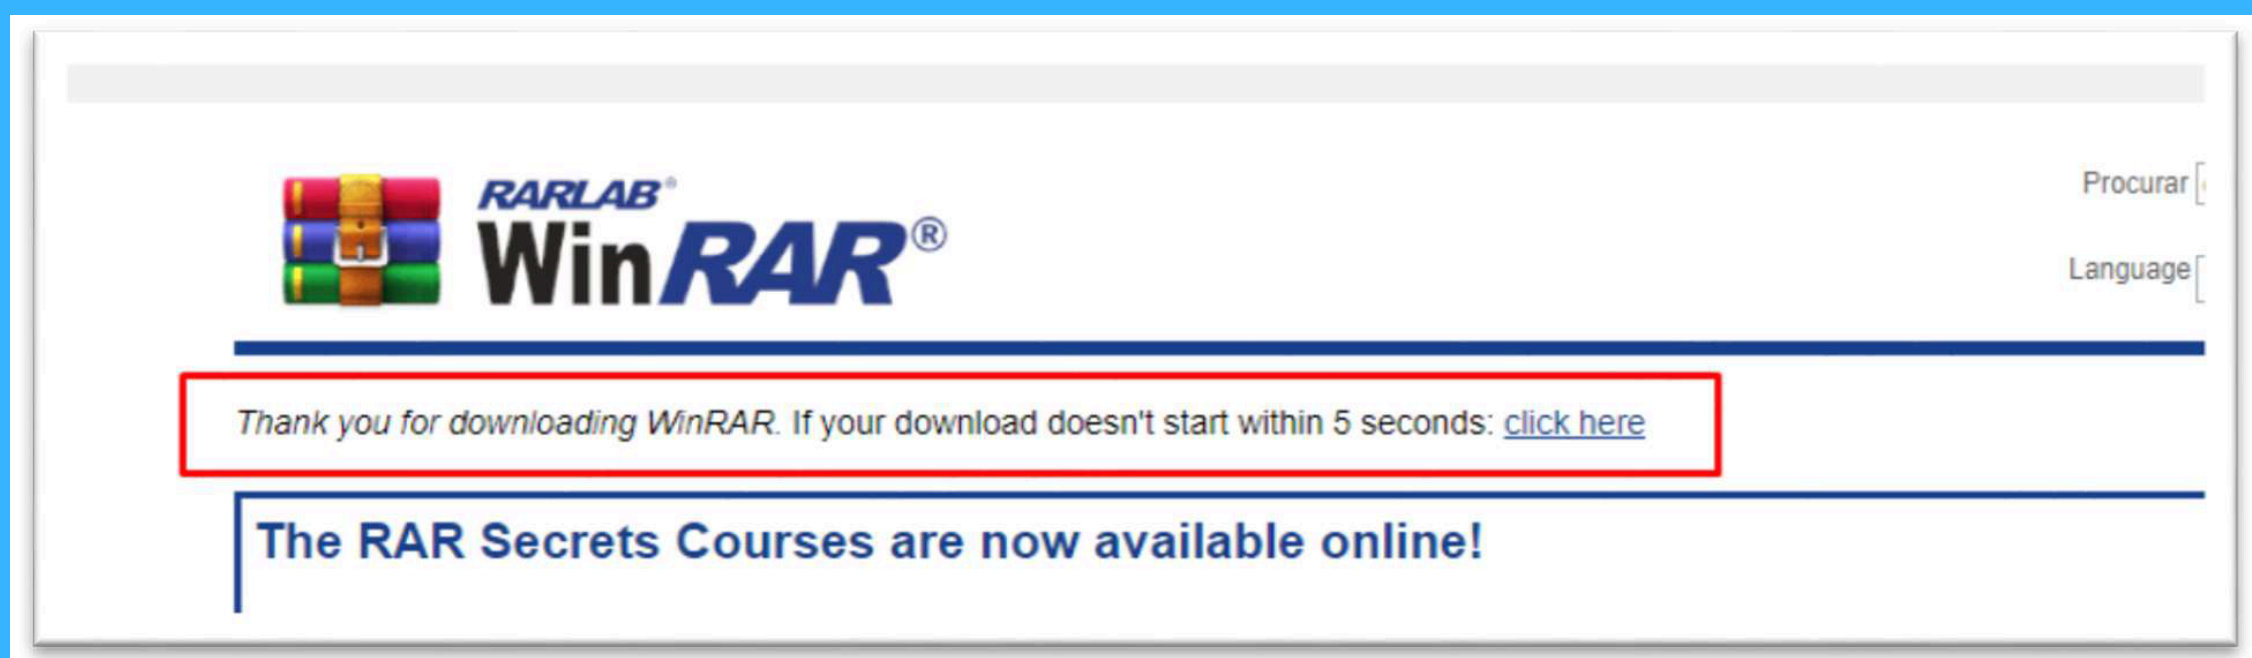 RARLAB®
WinRAR®
Procurar
Language
Thank you for downloading WinRAR. If your download doesn't start within 5 seconds: click here
The RAR Secrets Courses are now available online!